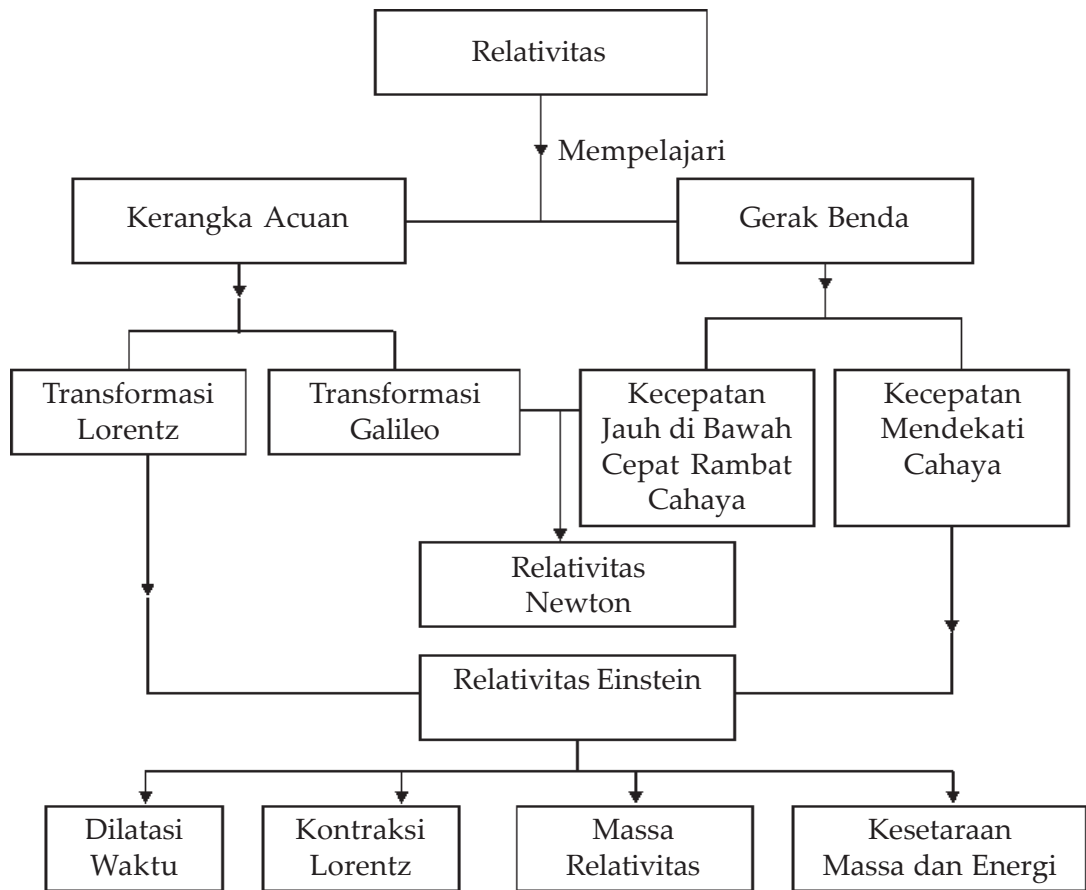 Relativitas
Mempelajari
Kerangka Acuan
Gerak Benda
Transformasi
Lorentz
Transformasi
Galileo
Kecepatan
Jauh di Bawah
Cepat Rambat
Cahaya
Kecepatan
Mendekati
Cahaya
Relativitas
Newton
Relativitas Einstein
Dilatasi
Waktu
Kontraksi
Lorentz
Massa
Relativitas
Kesetaraan
Massa dan Energi